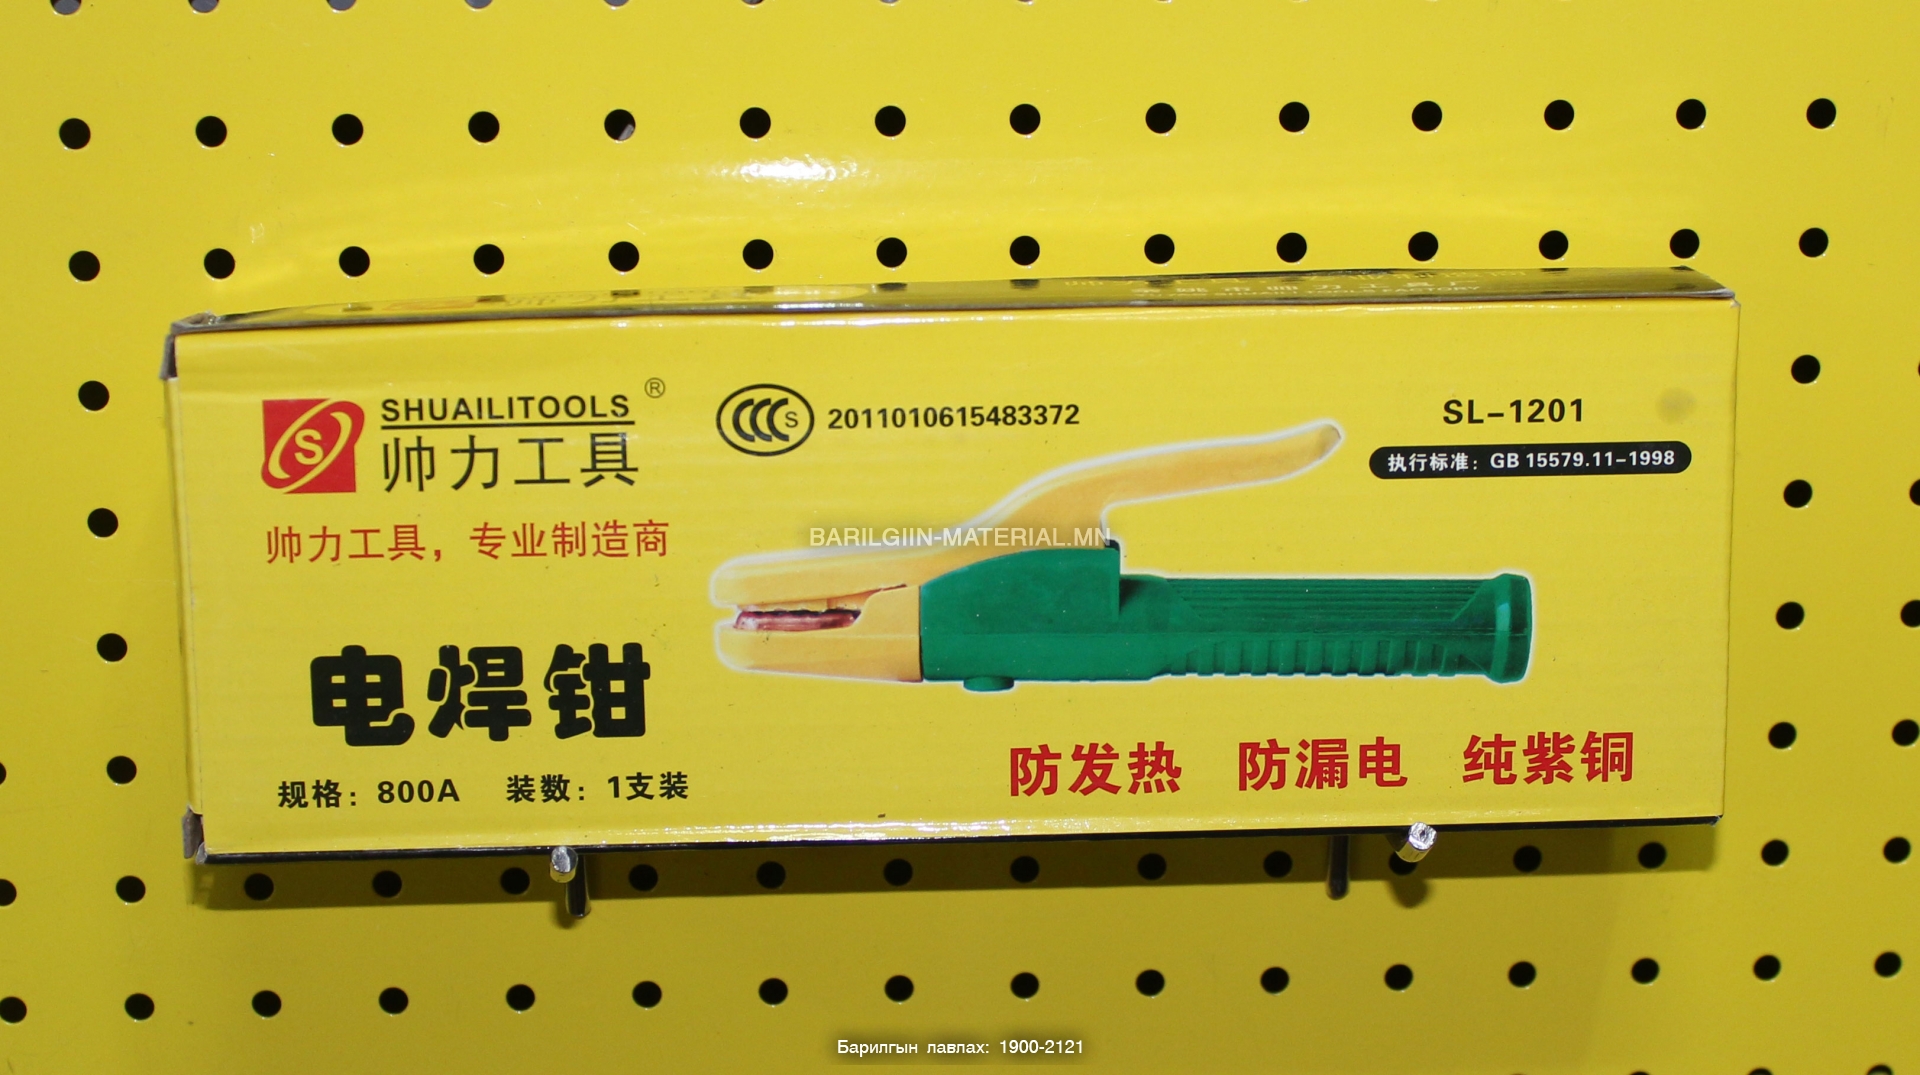 SHUAILITOOLS ®
帅力工具
帅力工具，专业制造商
S 2011010615483372
SL-1201
执行标准：GB 15579.11-1998
BARILGIIN-MATERIAL.MN
电焊钳
规格：800A 装数：1支装
防发热 防漏电 纯紫铜
Барилгын лавлах: 1900-2121